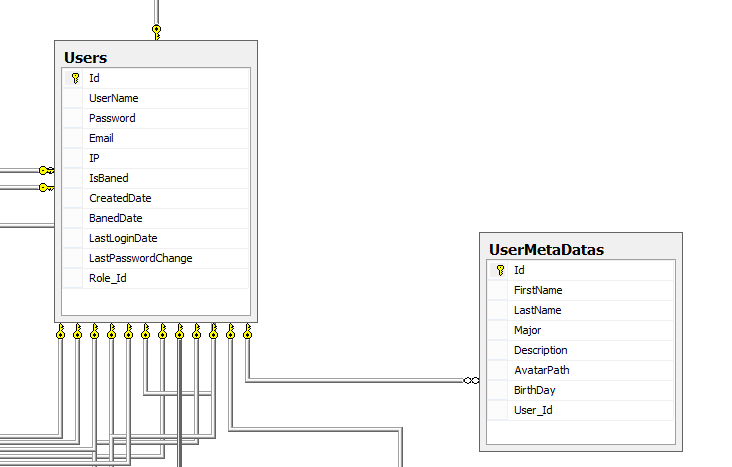 Users
Id
UserName
Password
Email
IP
IsBaned
CreatedDate
BanedDate
LastLoginDate
LastPasswordChange
Role_Id
UserMetaDatas
Id
FirstName
LastName
Major
Description
AvatarPath
BirthDay
User_Id